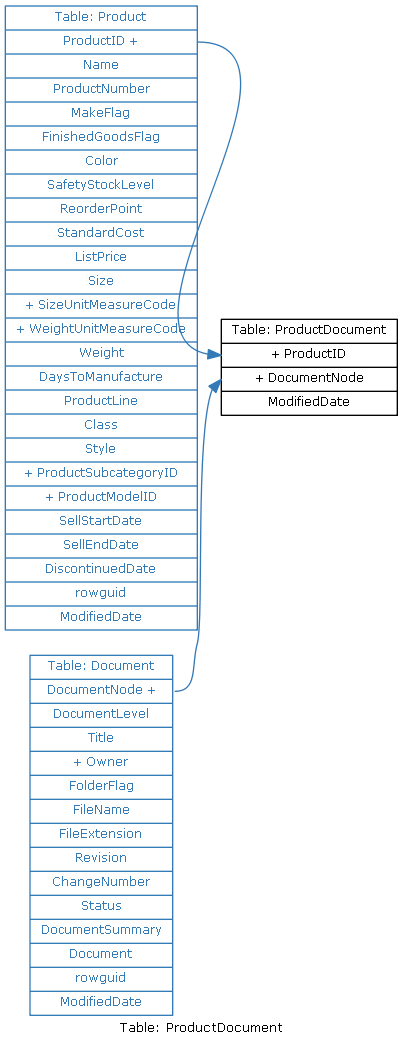 Table: Product
ProductID +
Name
ProductNumber
MakeFlag
FinishedGoodsFlag
Color
SafetyStockLevel
ReorderPoint
StandardCost
ListPrice
Size
+ SizeUnitMeasureCode
+ WeightUnitMeasureCode
Weight
DaysToManufacture
ProductLine
Class
Style
+ ProductSubcategoryID
+ ProductModelID
SellStartDate
SellEndDate
DiscontinuedDate
rowguid
ModifiedDate
Table: ProductDocument
+ ProductID
+ DocumentNode
ModifiedDate
Table: Document
DocumentNode +
DocumentLevel
Title
+ Owner
FolderFlag
FileName
FileExtension
Revision
ChangeNumber
Status
DocumentSummary
Document
rowguid
ModifiedDate
Table: ProductDocument